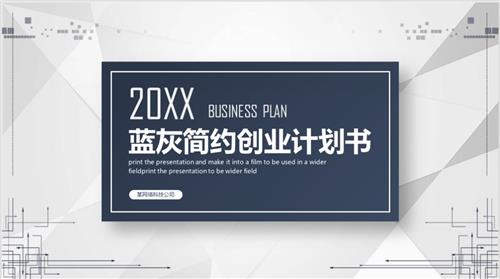 20XX BUSINESS PLAN
蓝灰简约创业计划书
print the presentation and make it into a film to be used in a wider
fieldprint the presentation to be wider field
某网络科技公司